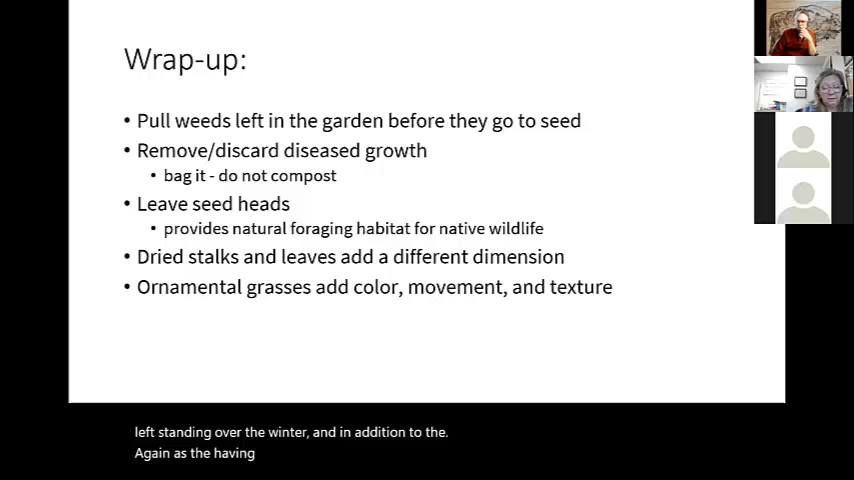 Wrap-up:
• Pull weeds left in the garden before they go to seed
• Remove/discard diseased growth
• bag it - do not compost
• Leave seed heads
• provides natural foraging habitat for native wildlife
• Dried stalks and leaves add a different dimension
• Ornamental grasses add color, movement, and texture
left standing over the winter, and in addition to the.
Again as the having